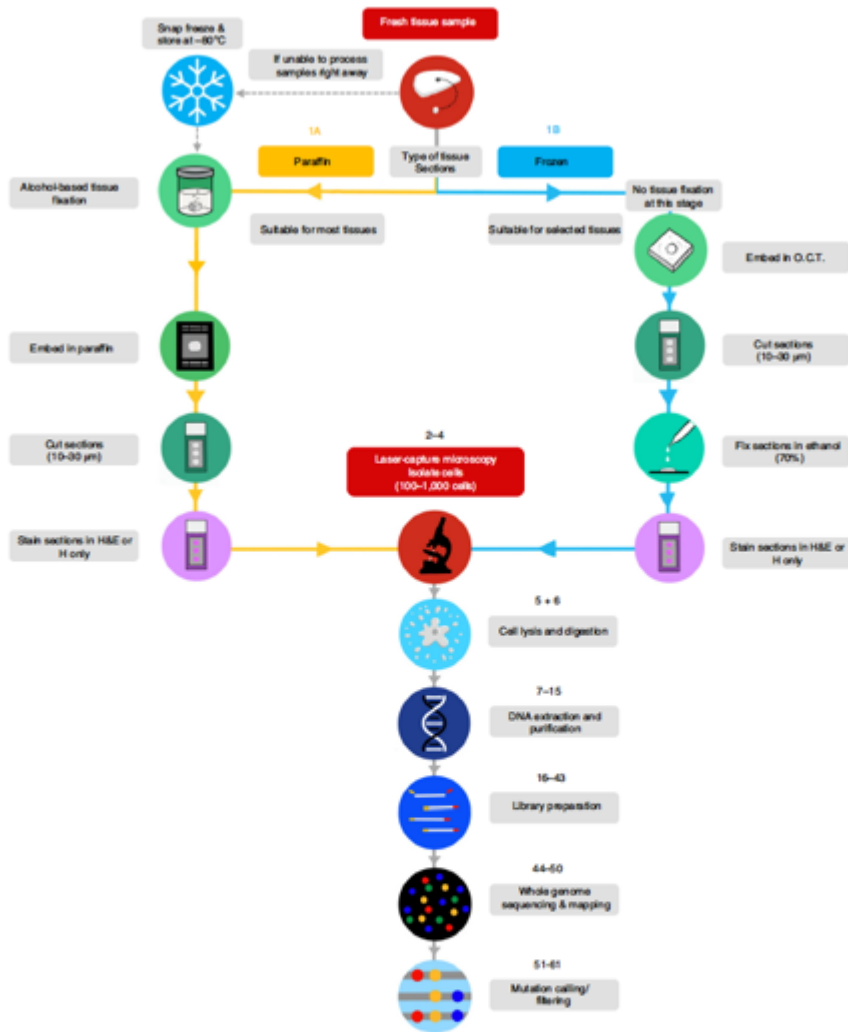 Snap freeze &
store at –80°C
Fresh tissue sample
If unable to process
samples right away
1A
1B
Paraffin
Type of tissue
Sections
Frozen
Alcohol-based tissue
fixation
No tissue fixation
at this stage
Suitable for most tissues
Suitable for selected tissues
Embed in O.C.T.
Embed in paraffin
Cut sections
(10–30 µm)
Cut sections
(10–30 µm)
2–4
Laser-capture microscopy
Isolate cells
(100–1,000 cells)
Fix sections in ethanol
(70%)
Stain sections in H&E or
H only
Stain sections in H&E or
H only
5 + 6
Cell lysis and digestion
7–15
DNA extraction and
purification
16–43
Library preparation
44–50
Whole genome
sequencing & mapping
51-61
Mutation calling/
filtering